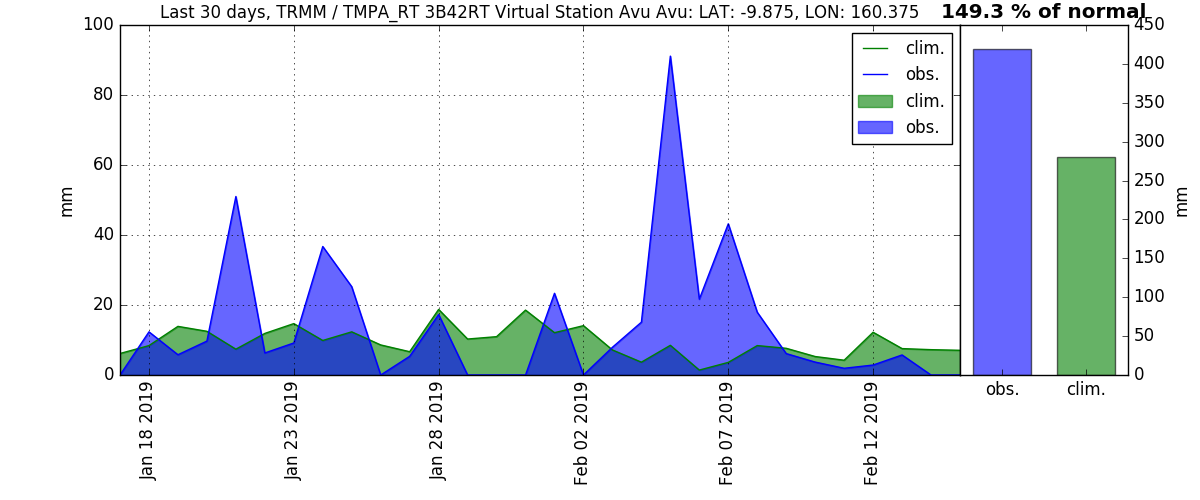 Last 30 days, TRMM / TMPA_RT 3B42RT Virtual Station Avu Avu: LAT: -9.875, LON: 160.375
149.3 % of normal
100
80
60
40
20
0
mm
clim.
obs.
clim.
obs.
Jan 18 2019
Jan 23 2019
Jan 28 2019
Feb 02 2019
Feb 07 2019
Feb 12 2019
450
400
350
300
250
200
150
100
50
0
mm
obs.
clim.